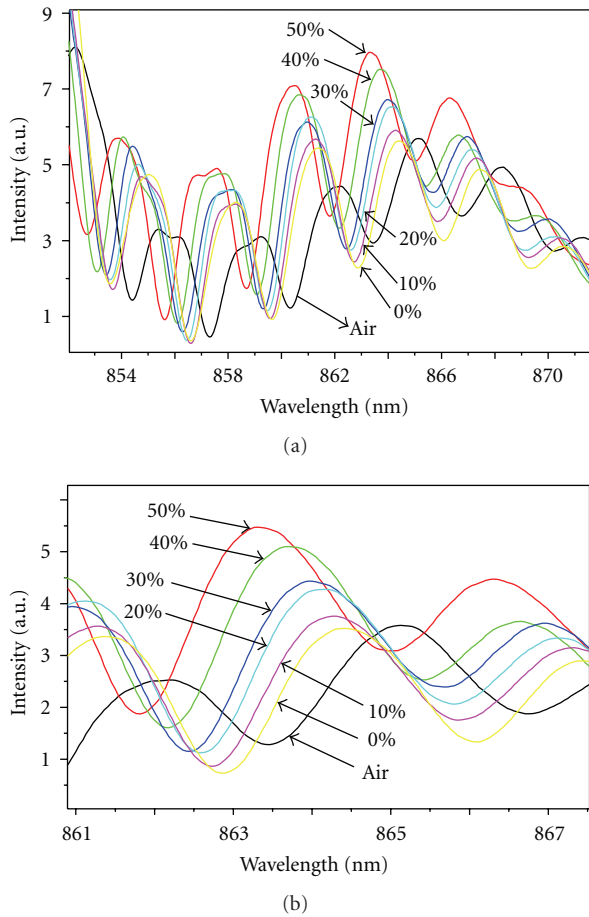 9
7
5
3
1
Intensity (a.u.)
50%
40%
30%
20%
10%
0%
Air
854 858 862 866 870
Wavelength (nm)
(a)
6
5
4
3
2
1
Intensity (a.u.)
50%
40%
30%
20%
10%
0%
Air
861 863 865 867
Wavelength (nm)
(b)